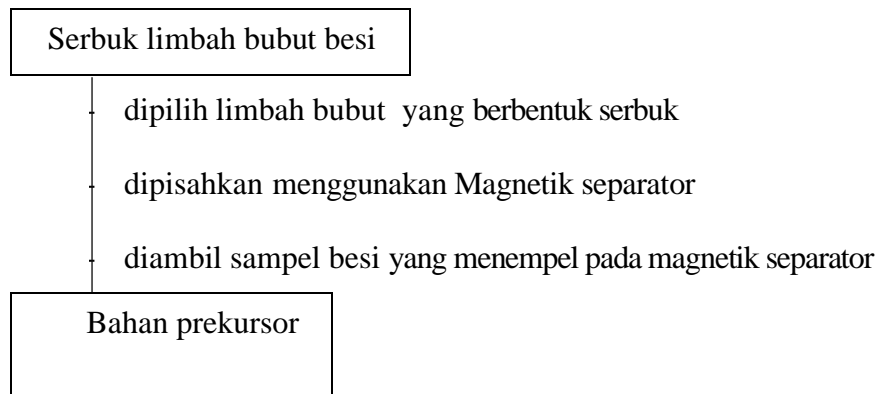 Serbuk limbah bubut besi
- dipilih limbah bubut yang berbentuk serbuk
- dipisahkan menggunakan Magnetik separator
- diambil sampel besi yang menempel pada magnetik separator
Bahan prekursor